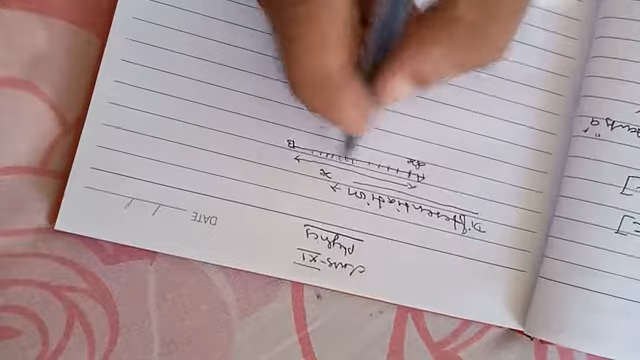 DATE / /
class-XI
physics
Differentiation →
x
A B
dx